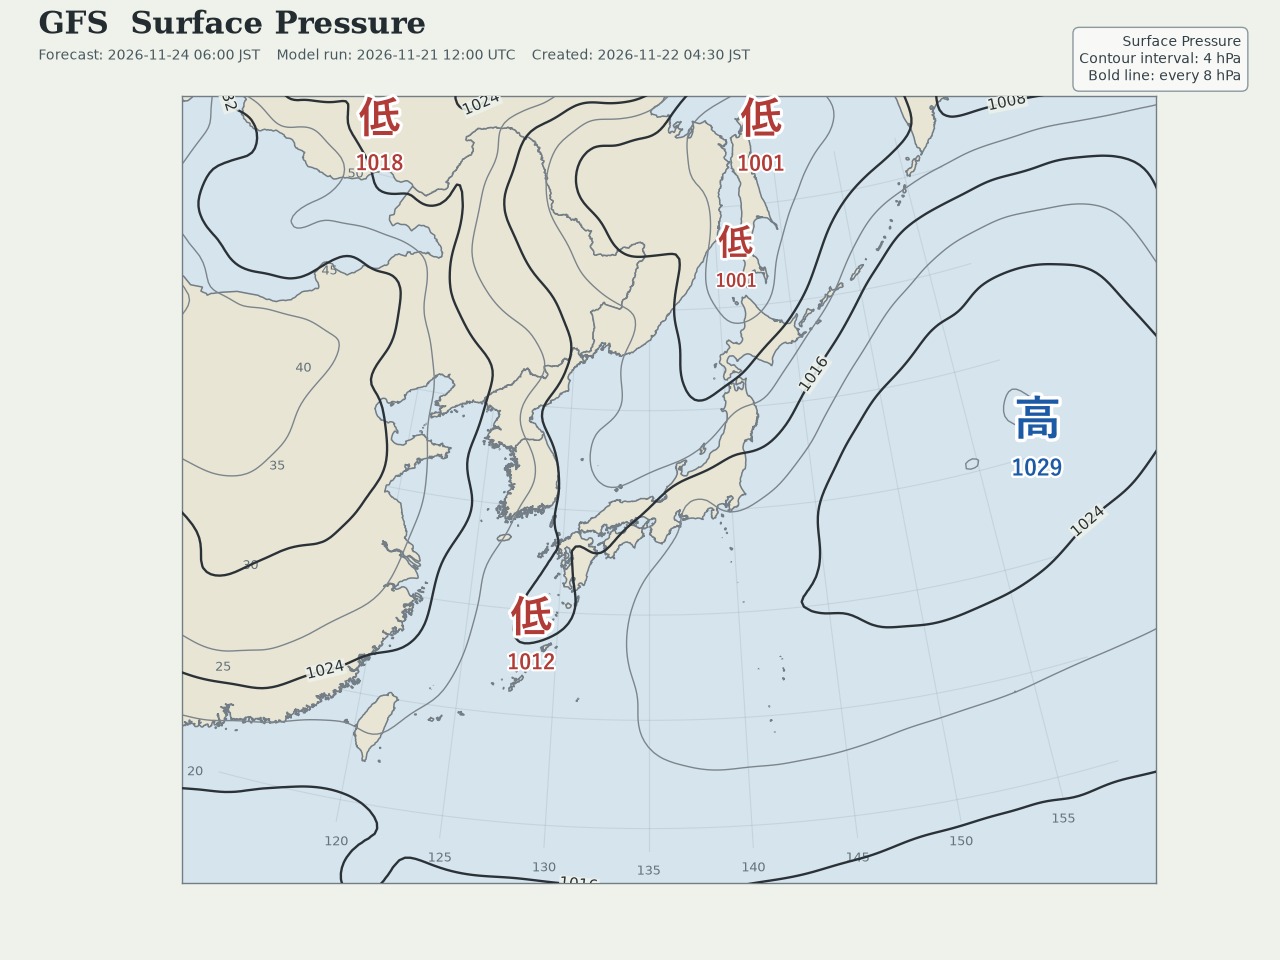 GFS  Surface Pressure
Forecast: 2026-11-24 06:00 JST    Model run: 2026-11-21 12:00 UTC    Created: 2026-11-22 04:30 JST
Surface Pressure
Contour interval: 4 hPa
Bold line: every 8 hPa
32
1024
1008
低
1018
低
1001
50
低
1001
45
40
1016
高
1029
35
1024
30
低
1012
25
1024
20
120
125
130
135
140
145
150
155
1016